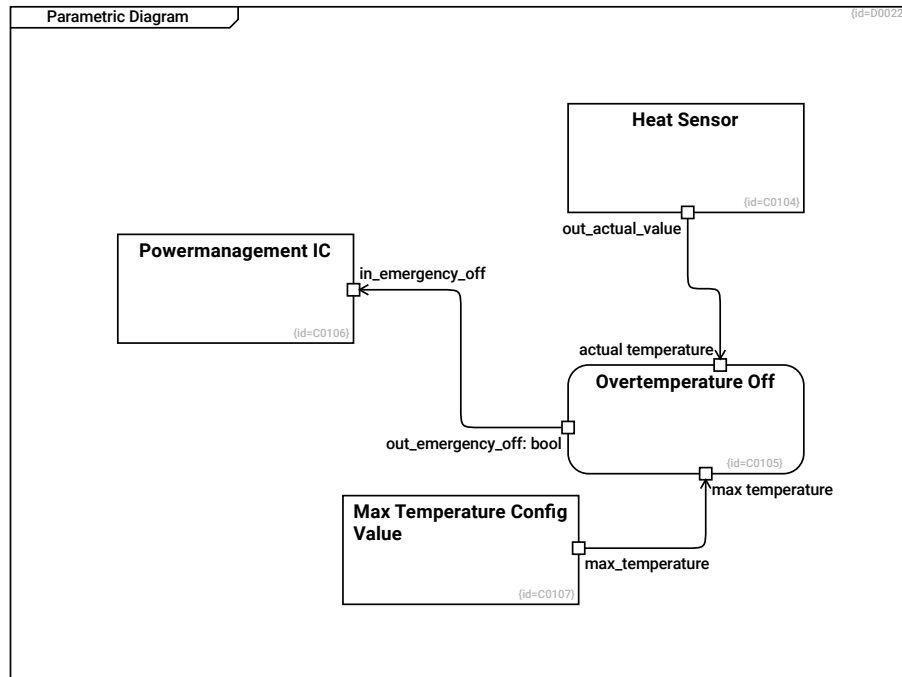 Parametric Diagram
{id=D0022
Heat Sensor
{id=C0104}
out_actual_value
Powermanagement IC
in_emergency_off
{id=C0106}
actual temperature
Overtemperature Off
out_emergency_off: bool
{id=C0105}
max temperature
Max Temperature Config
Value
max_temperature
{id=C0107}